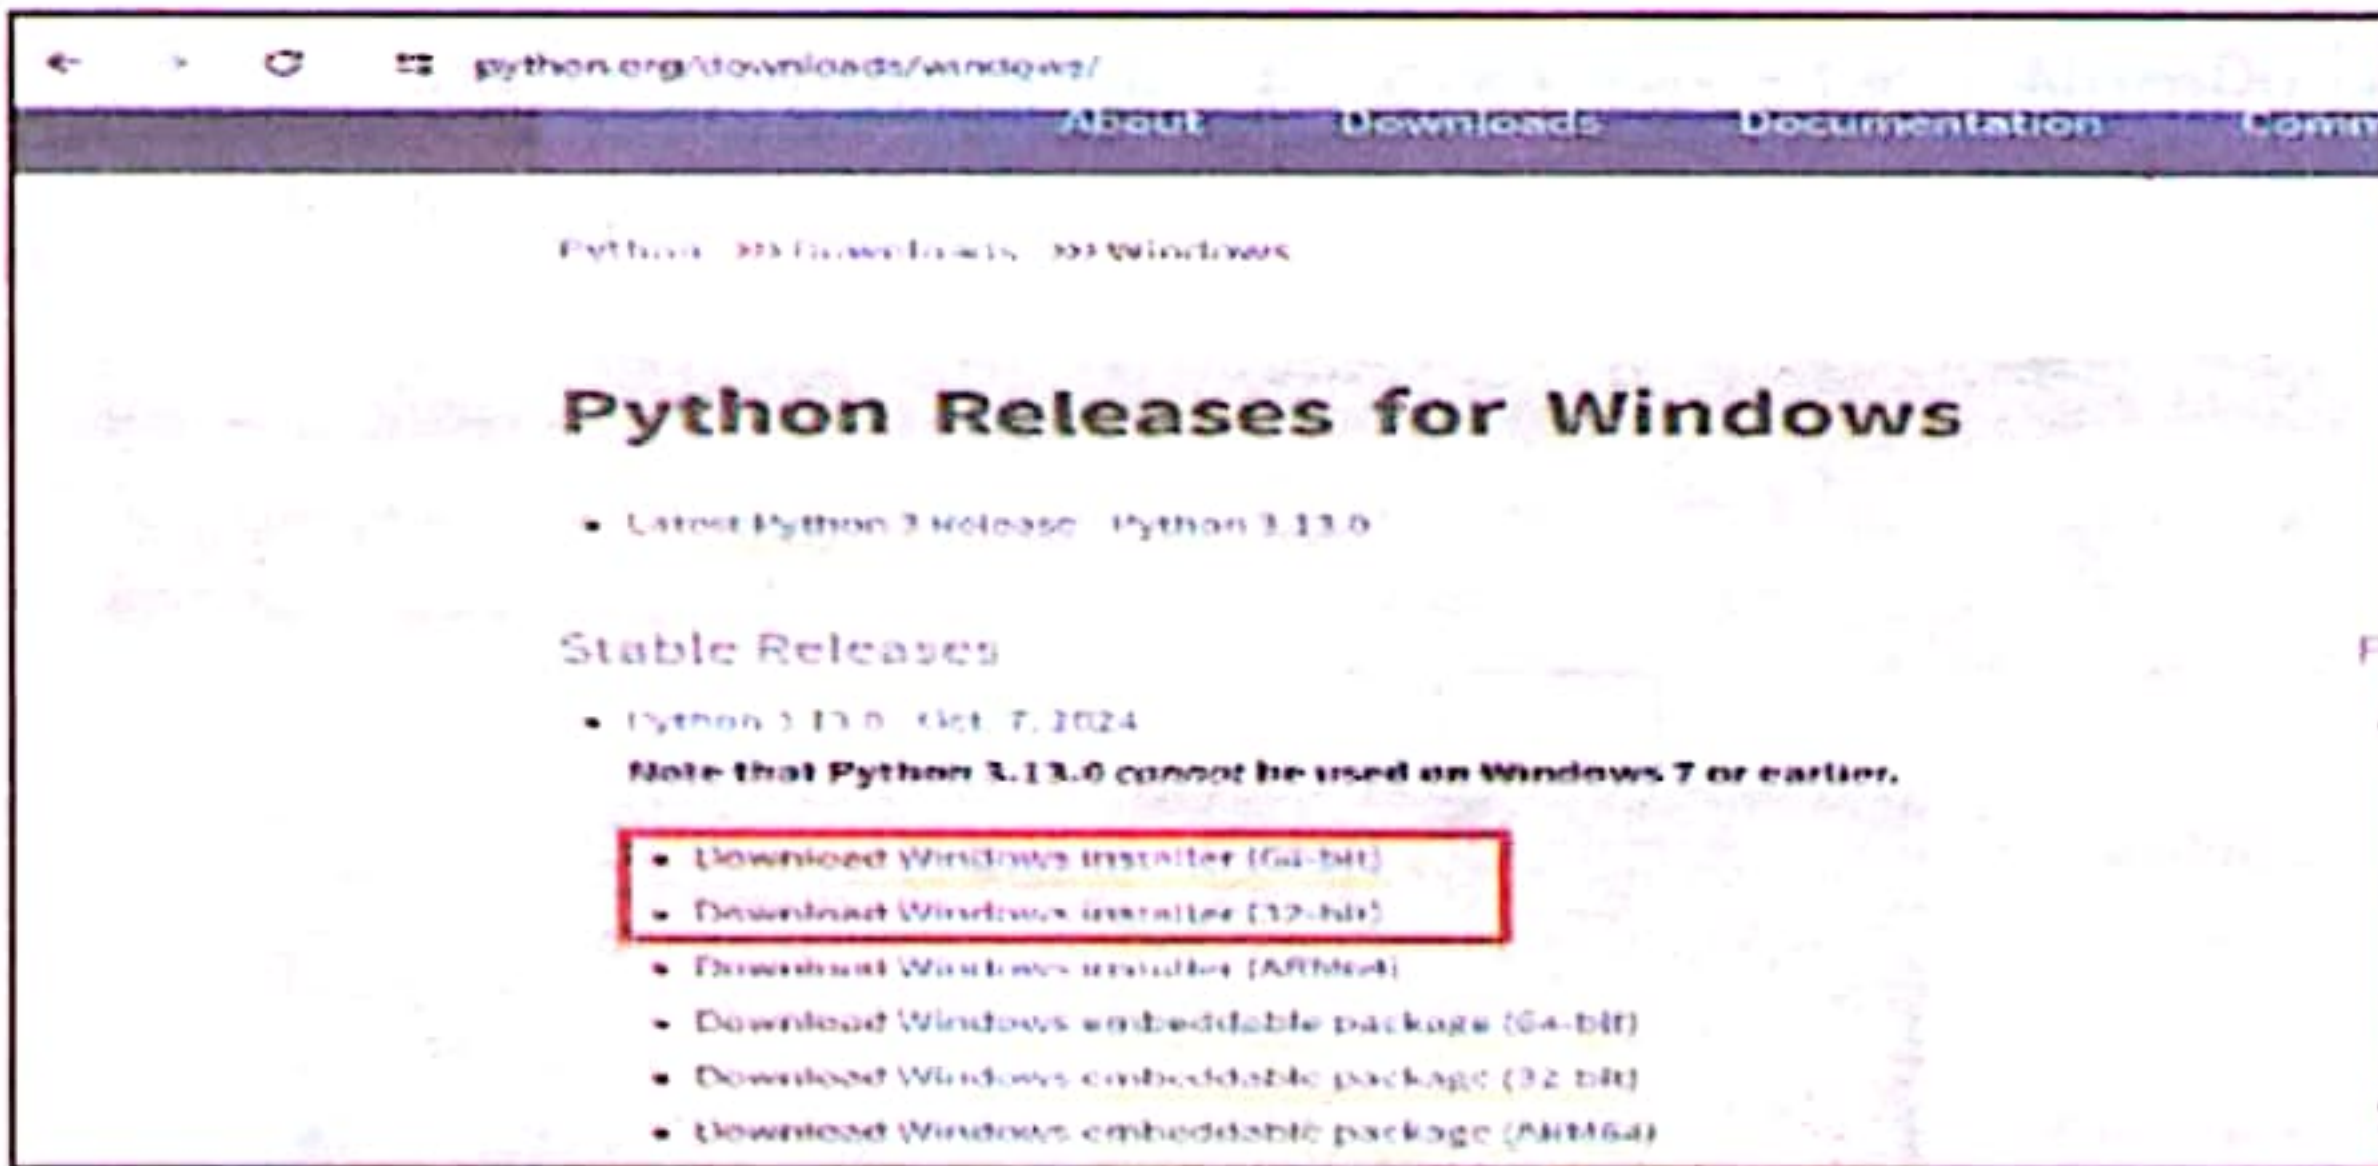 python.org/downloads/windows/
About Downloads Documentation Comm
Python >>> Downloads >>> Windows
Python Releases for Windows
Latest Python 3 Release - Python 3.13.0
Stable Releases
F
Python 3.13.0 - Oct. 7, 2024
Note that Python 3.13.0 cannot be used on Windows 7 or earlier.
Download Windows installer (64-bit)
Download Windows installer (32-bit)
Download Windows installer (ARM64)
Download Windows embeddable package (64-bit)
Download Windows embeddable package (32-bit)
Download Windows embeddable package (ARM64)